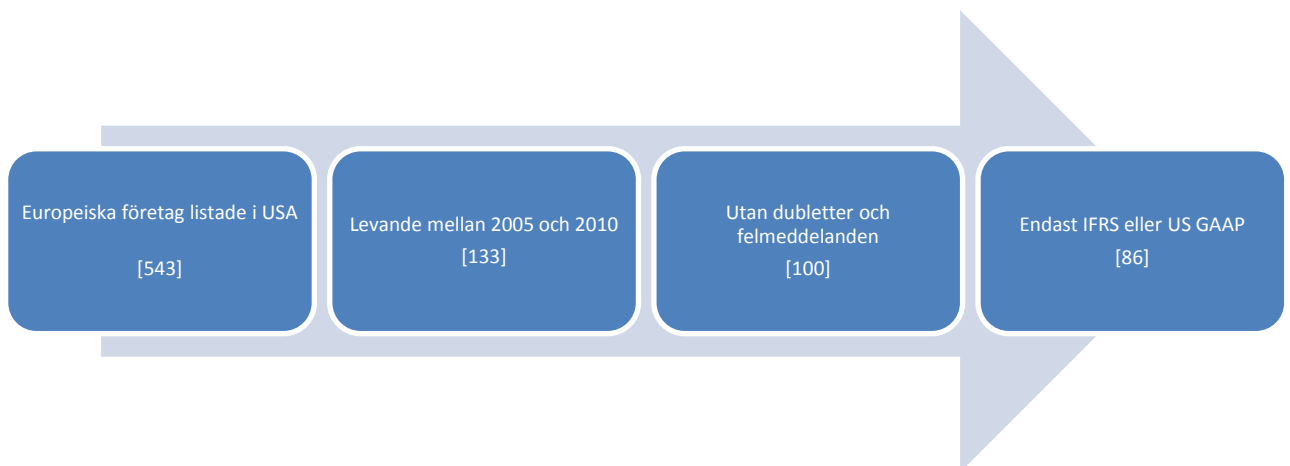 Europeiska företag listade i USA
[543]
Levande mellan 2005 och 2010
[133]
Utan dubletter och
felmeddelanden
[100]
Endast IFRS eller US GAAP
[86]